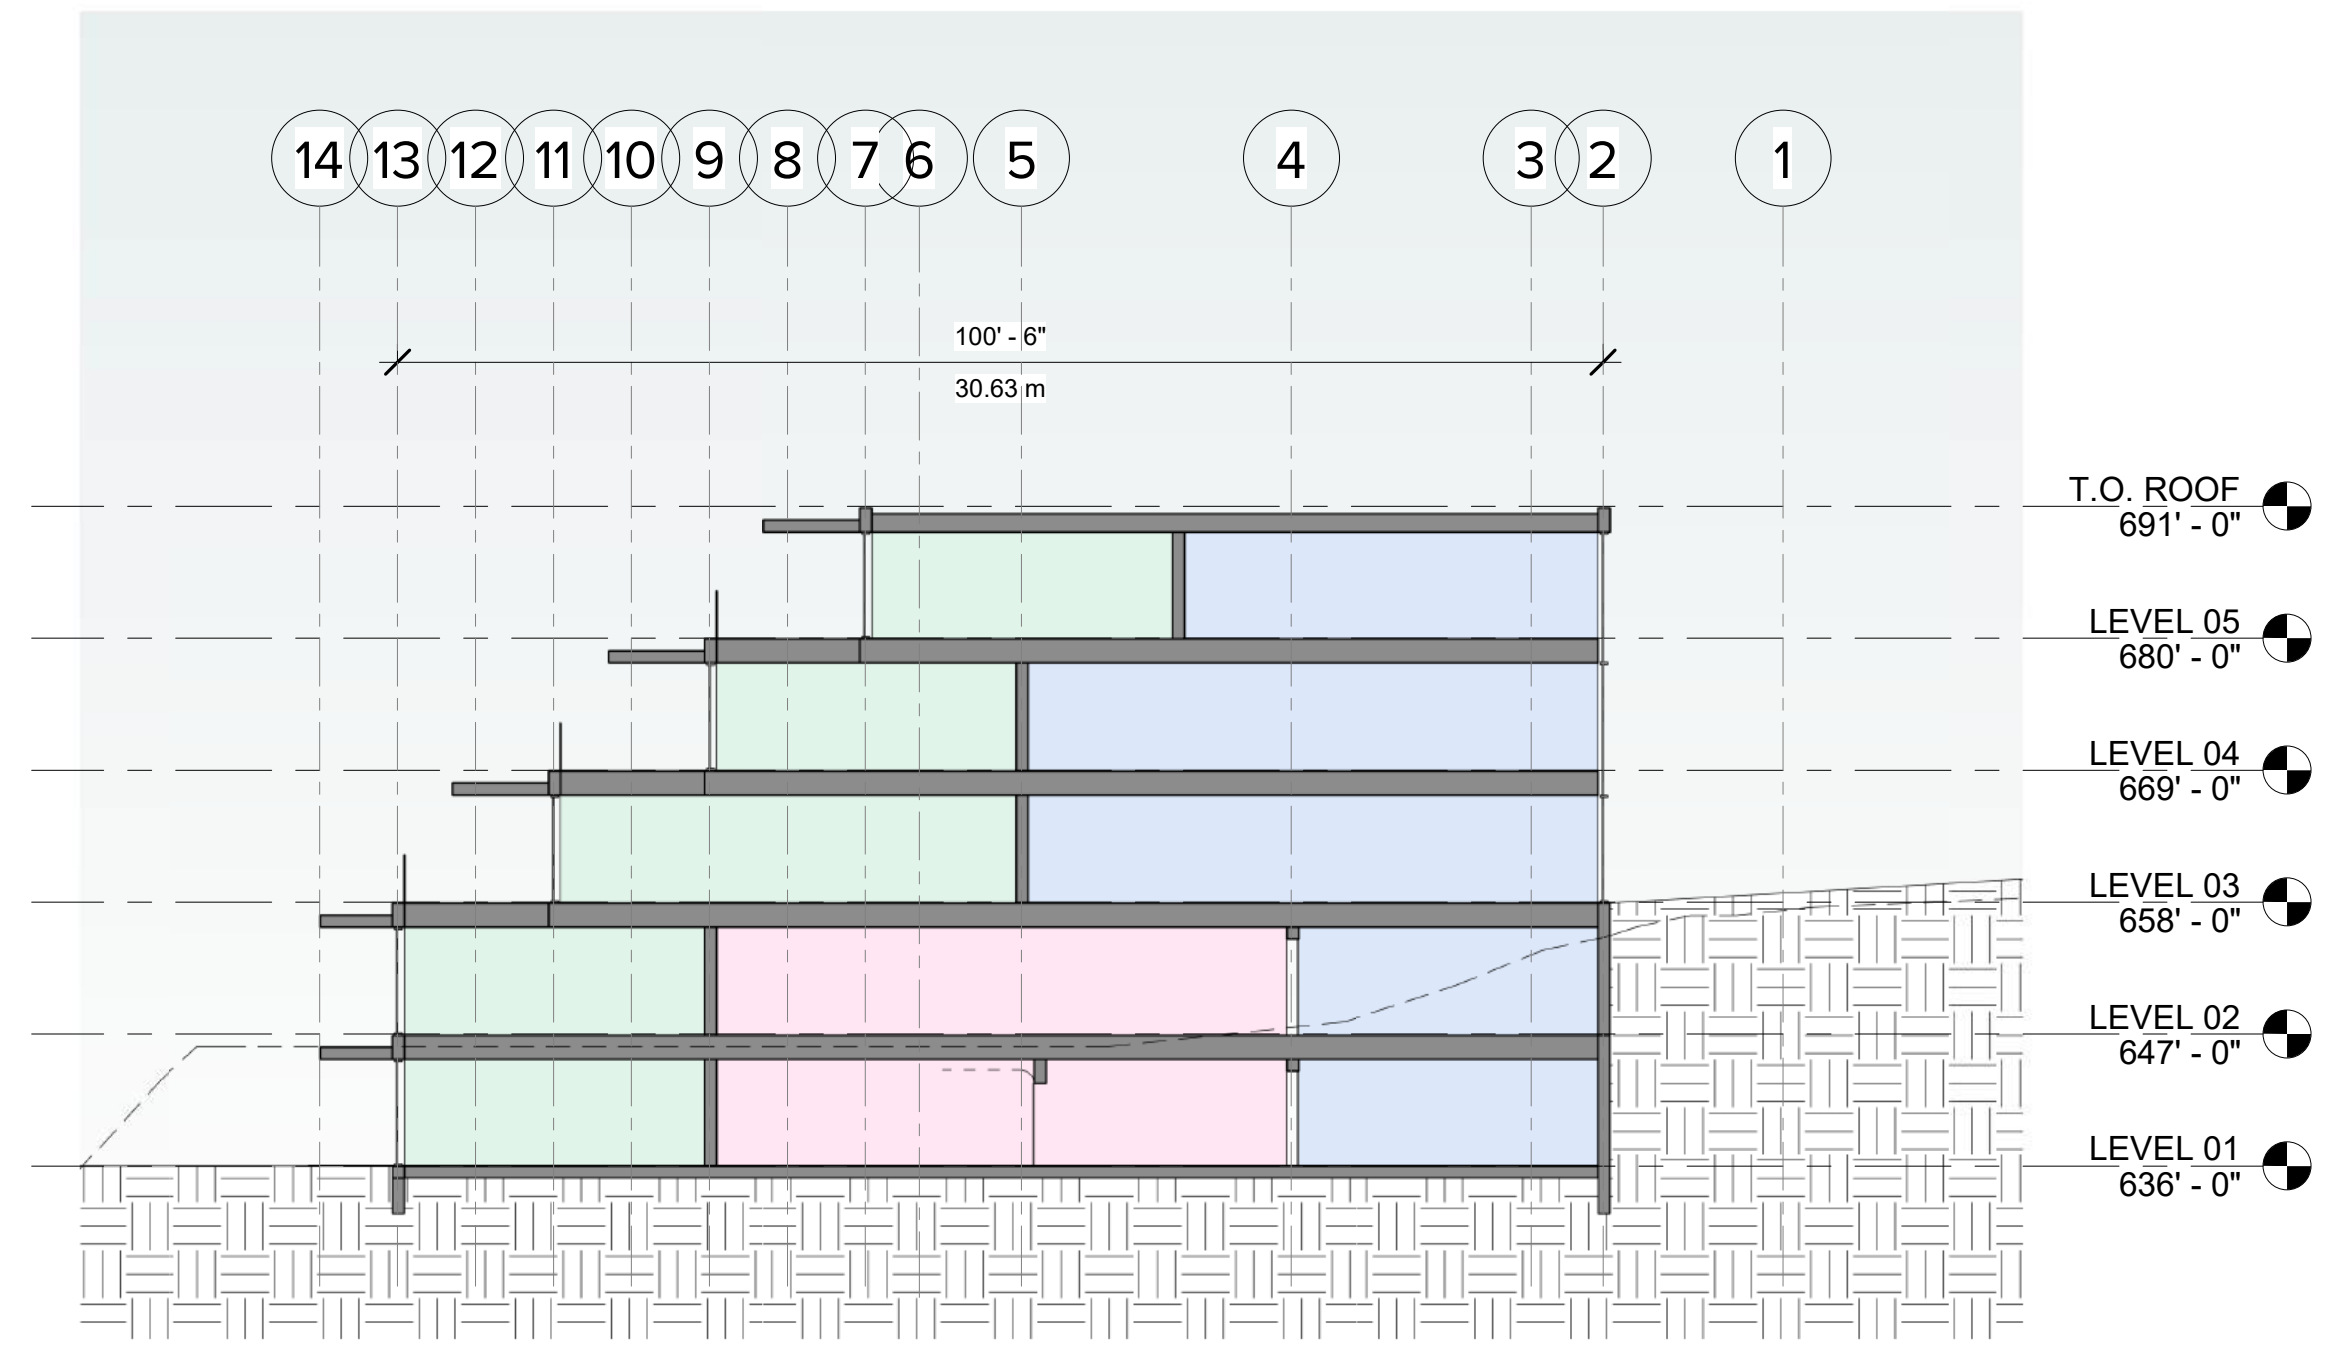 14 13 12 11 10 9 8 7 6 5 4 3 2 1
100' - 6"
30.63 m
T.O. ROOF
691' - 0"
LEVEL 05
680' - 0"
LEVEL 04
669' - 0"
LEVEL 03
658' - 0"
LEVEL 02
647' - 0"
LEVEL 01
636' - 0"